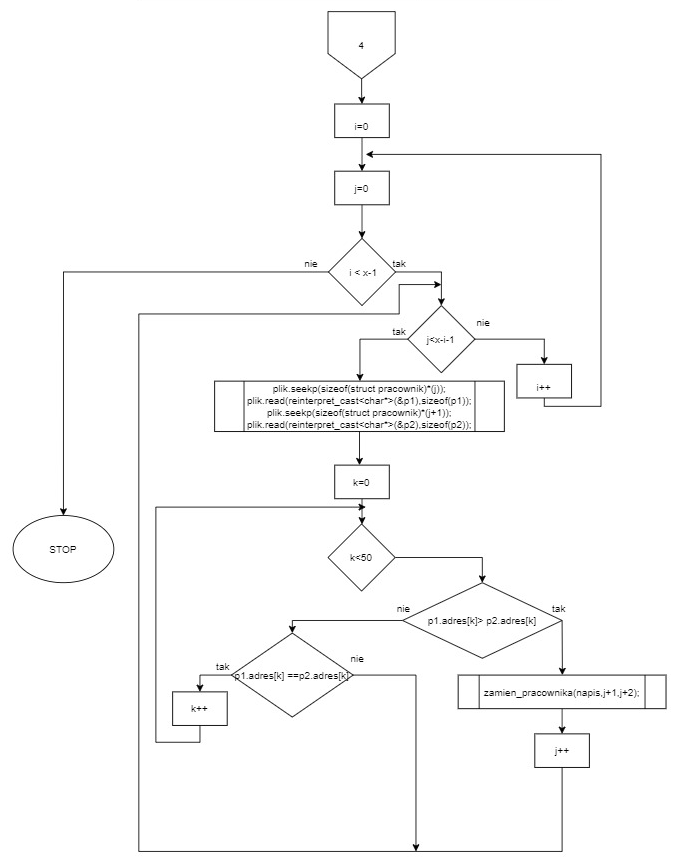 4
i=0
j=0
nie
i < x-1
tak
tak
j<x-i-1
nie
i++
plik.seekp(sizeof(struct pracownik)*(j));
plik.read(reinterpret_cast<char*>(&p1),sizeof(p1));
plik.seekp(sizeof(struct pracownik)*(j+1));
plik.read(reinterpret_cast<char*>(&p2),sizeof(p2));
k=0
STOP
k<50
nie
p1.adres[k]> p2.adres[k]
tak
tak
p1.adres[k] ==p2.adres[k]
nie
k++
zamien_pracownika(napis,j+1,j+2);
j++